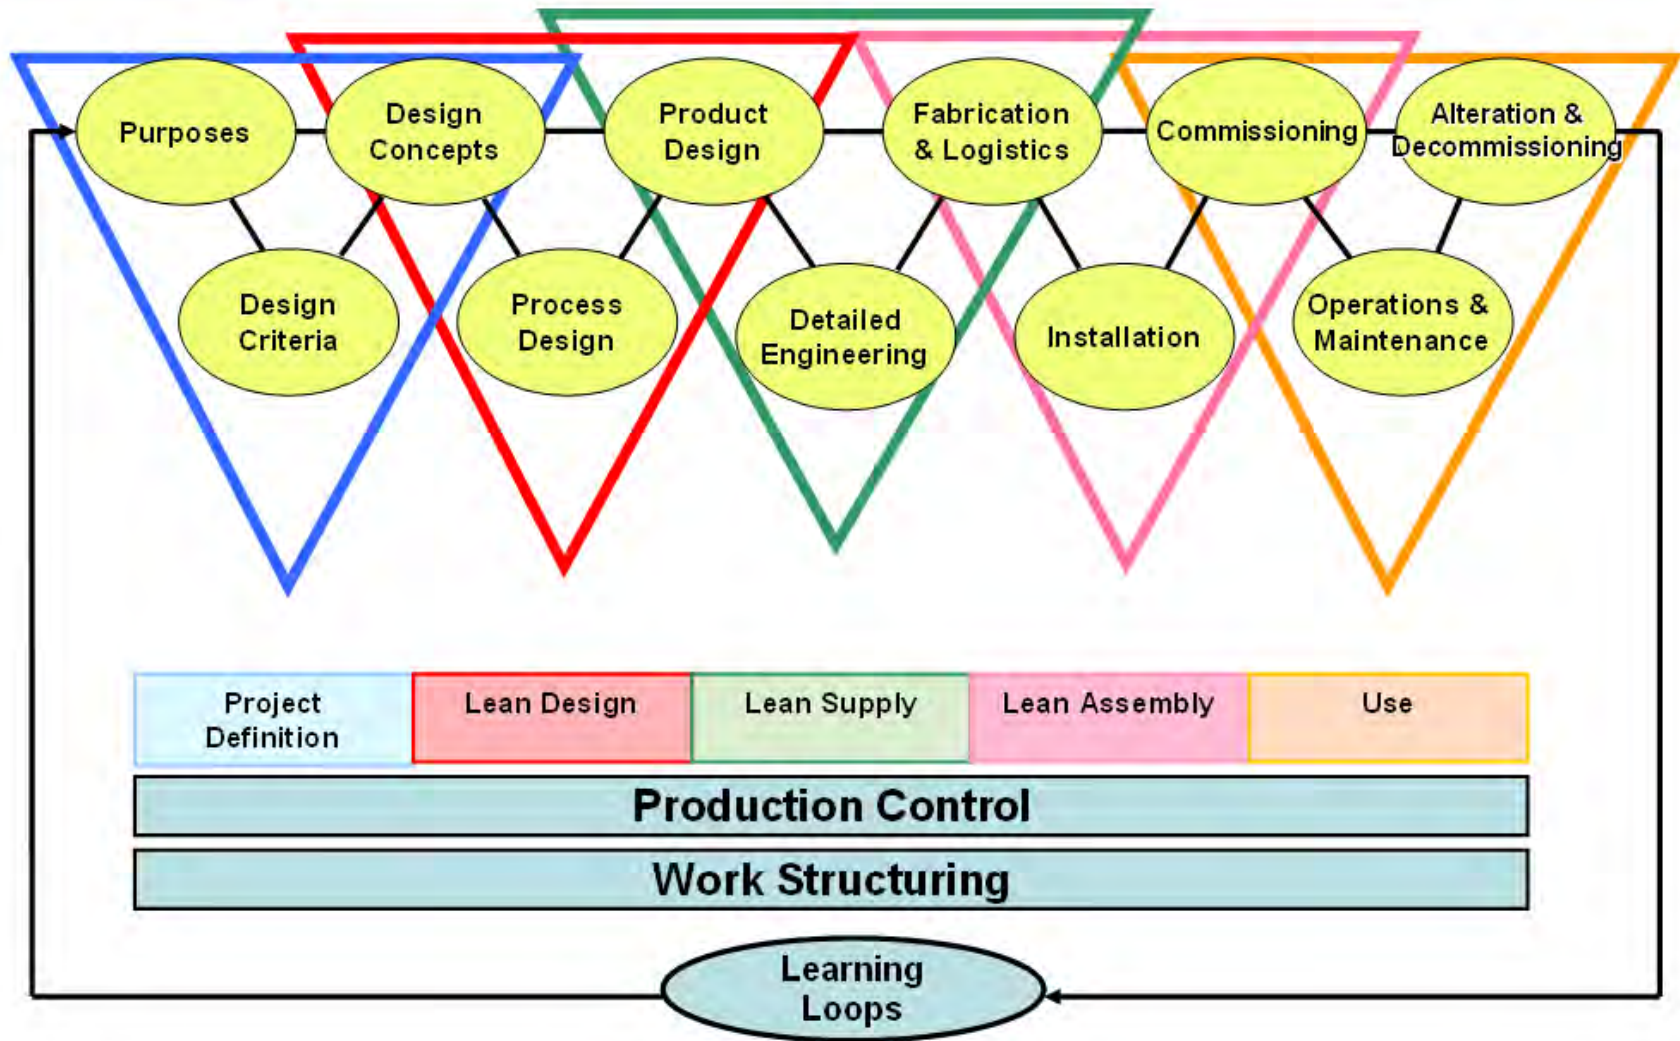 Purposes
Design
Concepts
Product
Design
Fabrication
& Logistics
Commissioning
Alteration &
Decommissioning
Design
Criteria
Process
Design
Detailed
Engineering
Installation
Operations &
Maintenance
Project
Definition
Lean Design
Lean Supply
Lean Assembly
Use
Production Control
Work Structuring
Learning
Loops